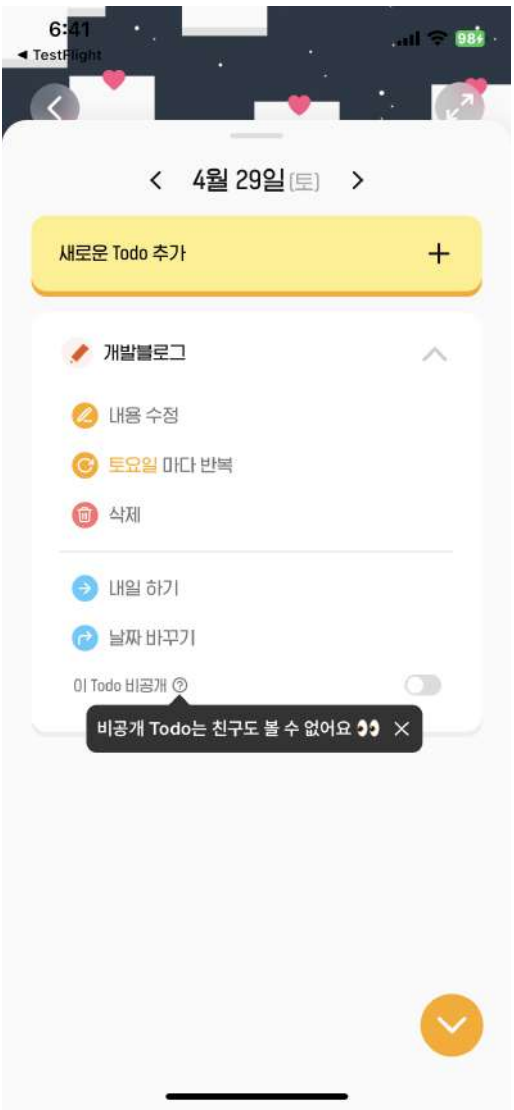 6:41
98
◀ TestFlight
4월 29일 (토)
새로운 Todo 추가
개발블로그
내용 수정
토요일 마다 반복
삭제
내일 하기
날짜 바꾸기
이 Todo 비공개
비공개 Todo는 친구도 볼 수 없어요 👀